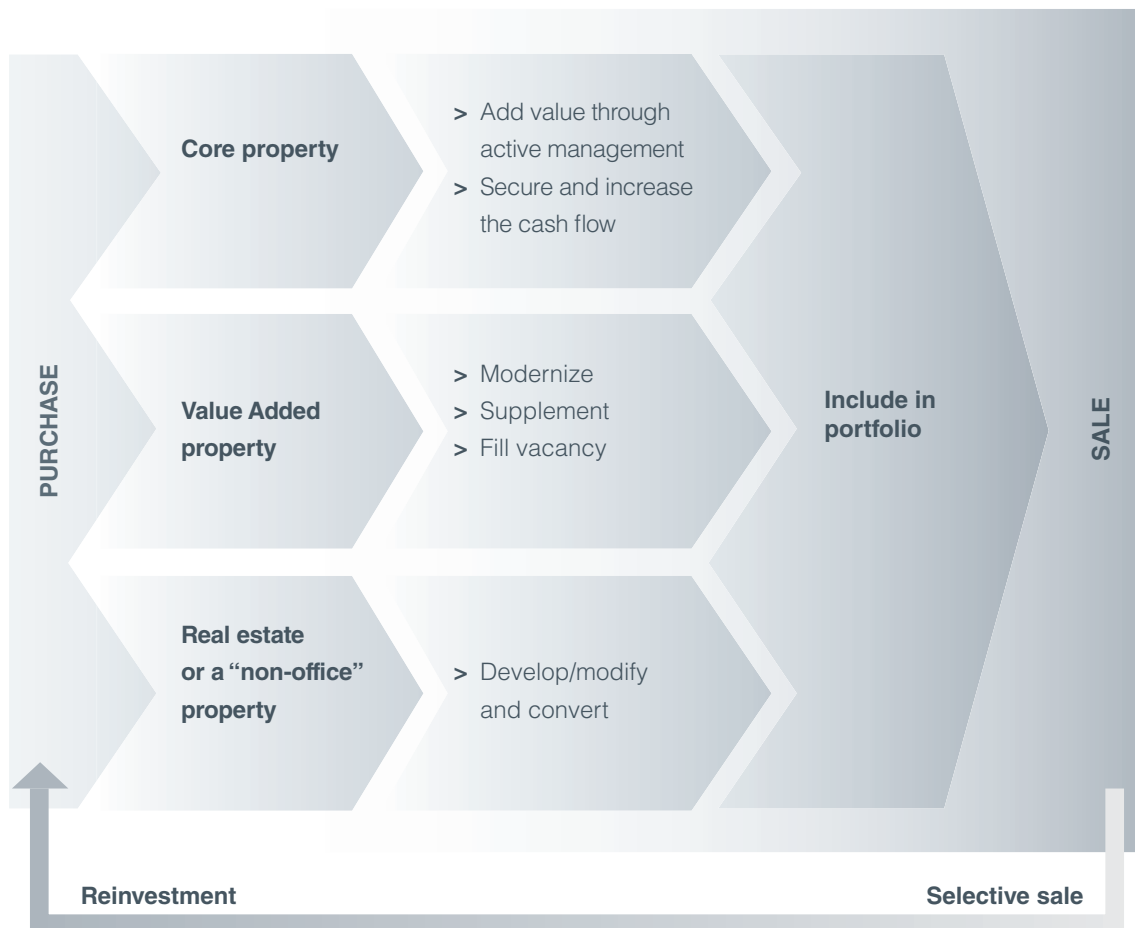 PURCHASE
Core property
> Add value through
active management
> Secure and increase
the cash flow
Value Added
property
> Modernize
> Supplement
> Fill vacancy
Real estate
or a “non-office”
property
> Develop/modify
and convert
Include in
portfolio
SALE
Reinvestment
Selective sale